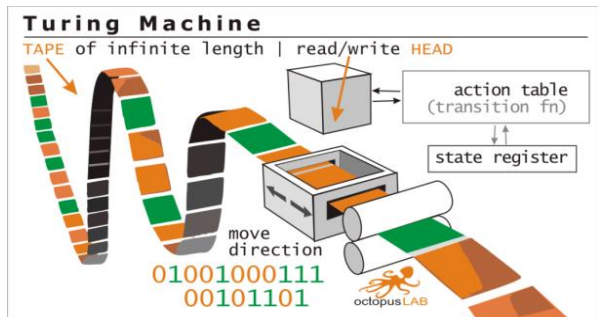 Turing Machine
TAPE of infinite length | read/write HEAD
action table
(transition fn)
state register
move
direction
01001000111
00101101
octopusLAB